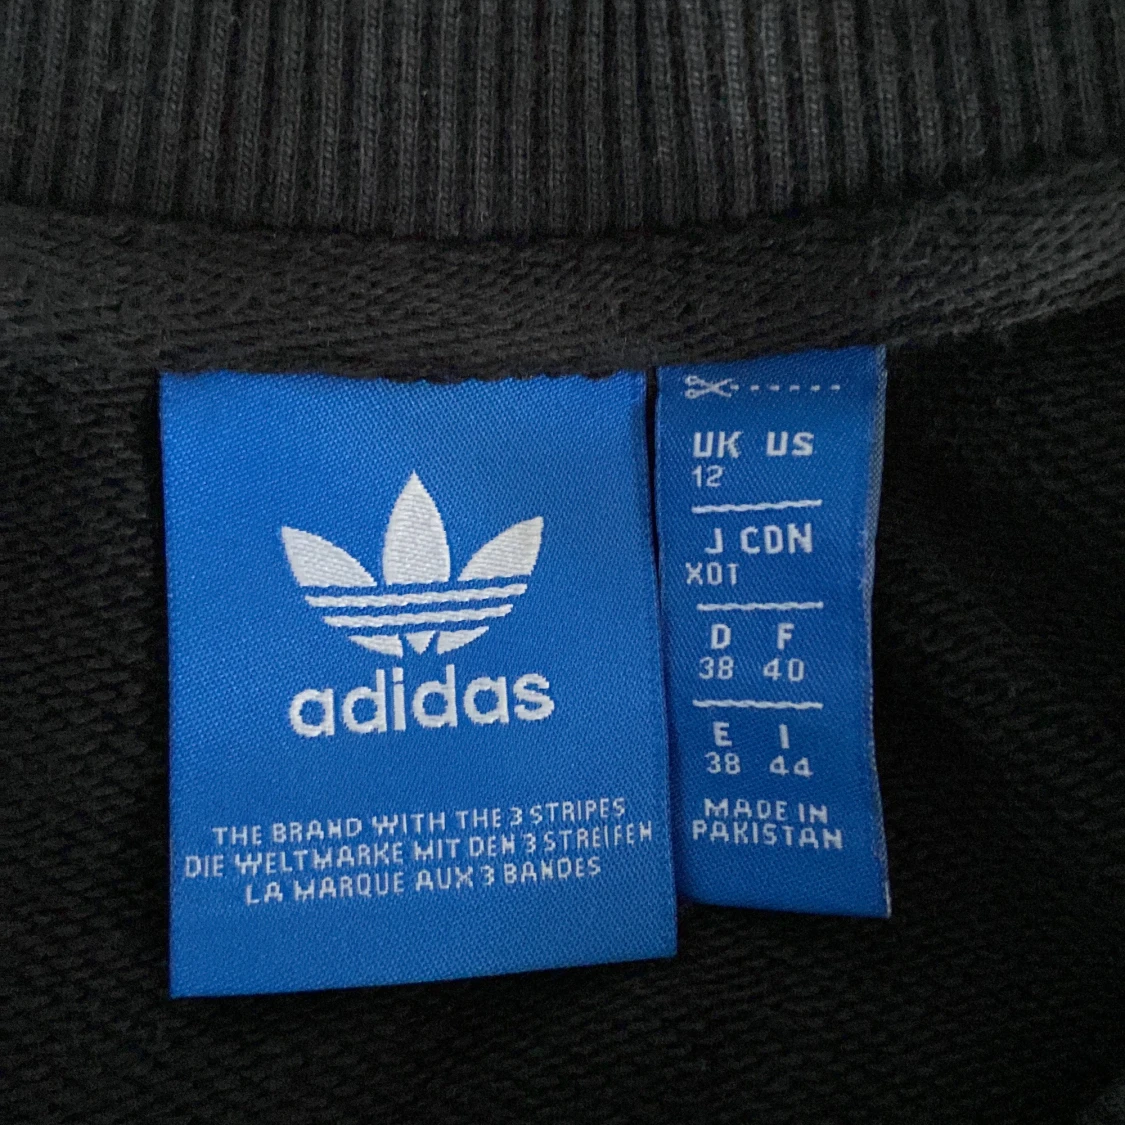 adidas
THE BRAND WITH THE 3 STRIPES
DIE WELTMARKE MIT DEN 3 STREIFEN
LA MARQUE AUX 3 BANDES
UK US
12
J CDN
XOT
D F
38 40
E I
38 44
MADE IN
PAKISTAN